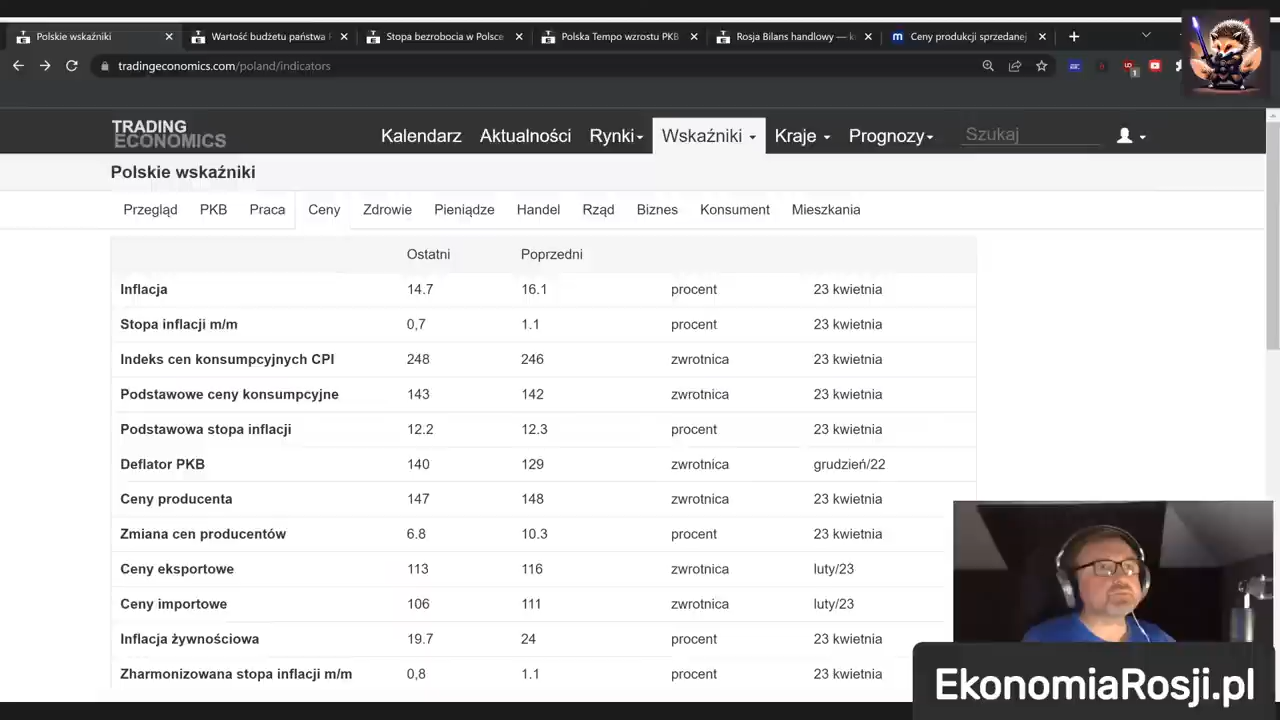 Polskie wskaźniki
Wartość budżetu państwa
Stopa bezrobocia w Polsce
Polska Tempo wzrostu PKB
Rosja Bilans handlowy —
Ceny produkcji sprzedanej
tradingeconomics.com/poland/indicators
1
TRADING
ECONOMICS
Kalendarz Aktualności Rynki Wskaźniki Kraje Prognozy Szukaj
Polskie wskaźniki
Przegląd PKB Praca Ceny Zdrowie Pieniądze Handel Rząd Biznes Konsument Mieszkania
Ostatni Poprzedni
Inflacja 14.7 16.1 procent 23 kwietnia
Stopa inflacji m/m 0,7 1.1 procent 23 kwietnia
Indeks cen konsumpcyjnych CPI 248 246 zwrotnica 23 kwietnia
Podstawowe ceny konsumpcyjne 143 142 zwrotnica 23 kwietnia
Podstawowa stopa inflacji 12.2 12.3 procent 23 kwietnia
Deflator PKB 140 129 zwrotnica grudzień/22
Ceny producenta 147 148 zwrotnica 23 kwietnia
Zmiana cen producentów 6.8 10.3 procent 23 kwietnia
Ceny eksportowe 113 116 zwrotnica luty/23
Ceny importowe 106 111 zwrotnica luty/23
Inflacja żywnościowa 19.7 24 procent 23 kwietnia
Zharmonizowana stopa inflacji m/m 0,8 1.1 procent 23 kwietnia
EkonomiaRosji.pl